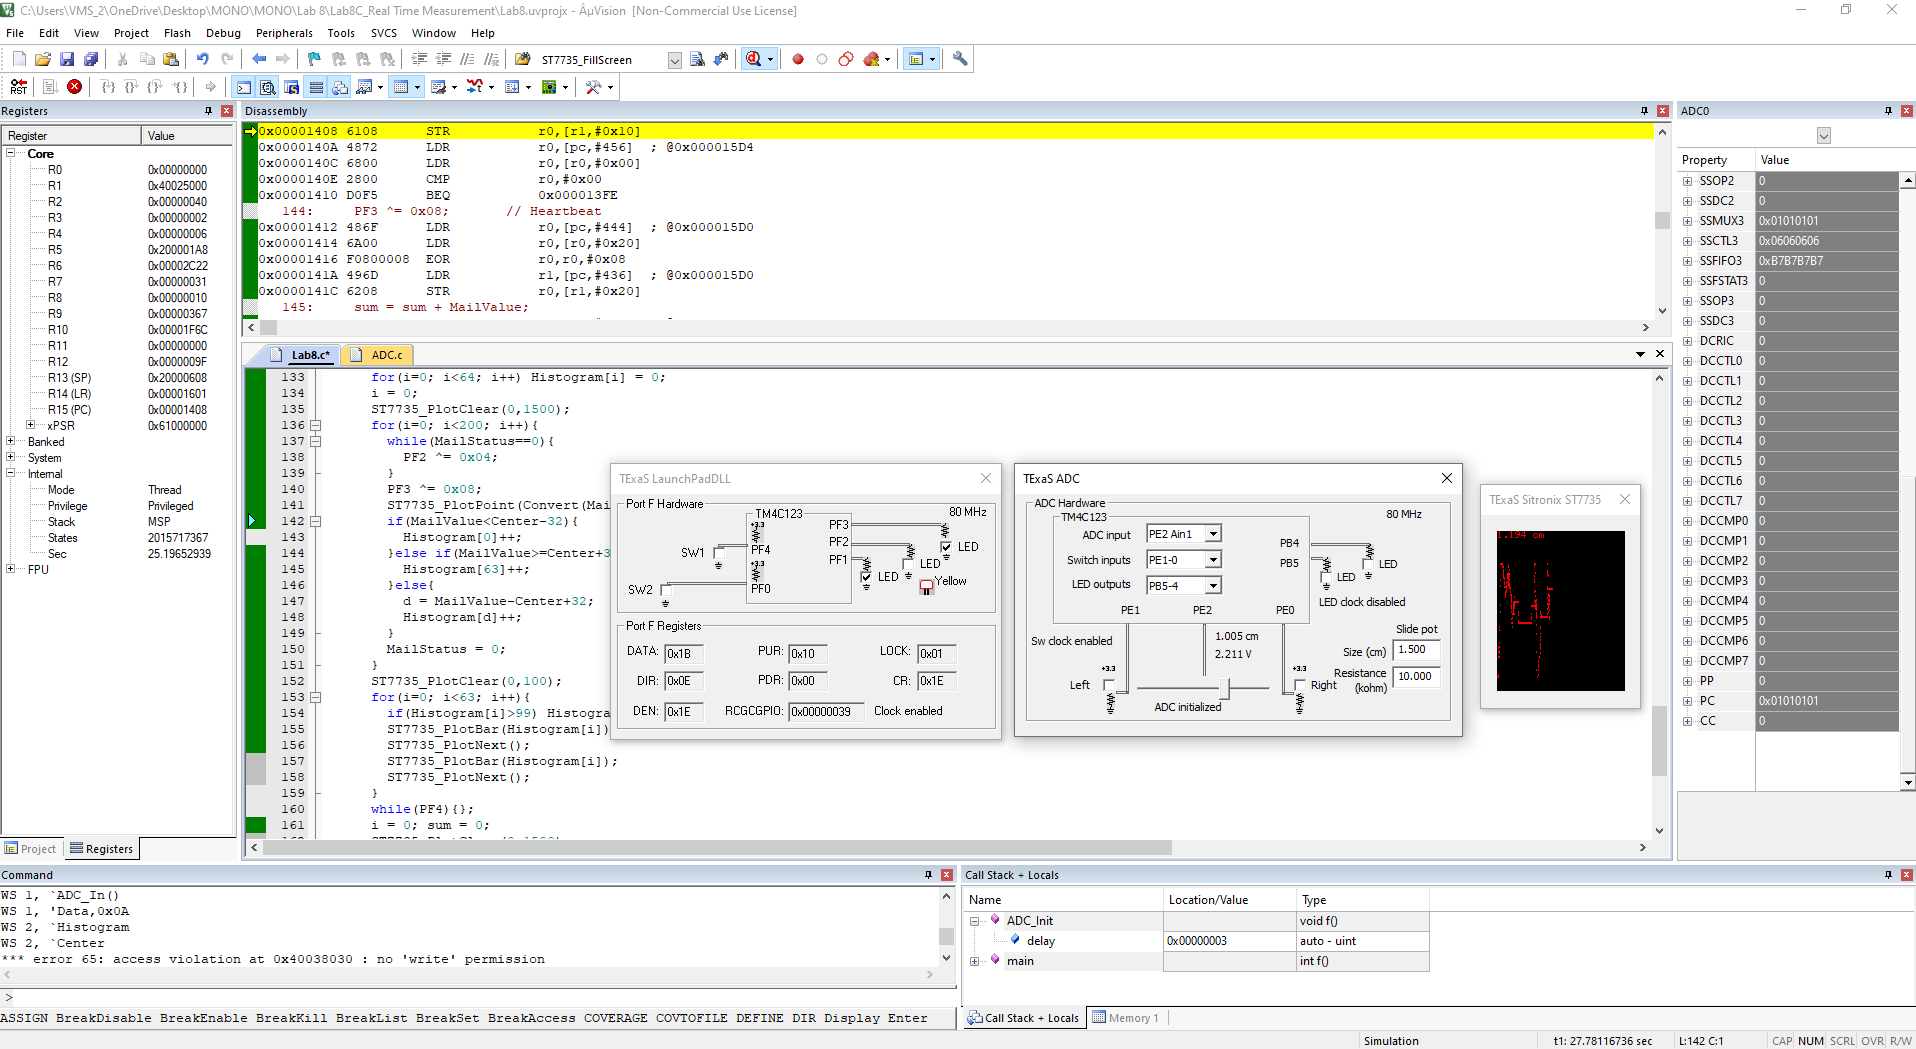 C:\Users\VMS_2\OneDrive\Desktop\MONO\MONO\Lab 8\Lab8C_Real Time Measurement\Lab8.uvprojx - ÂµVision [Non-Commercial Use License]
File Edit View Project Flash Debug Peripherals Tools SVCS Window Help
ST7735_FillScreen
RST
Registers
Register Value
Core
R0 0x00000000
R1 0x40025000
R2 0x00000040
R3 0x00000002
R4 0x00000006
R5 0x200001A8
R6 0x00002C22
R7 0x00000031
R8 0x00000010
R9 0x00000367
R10 0x00001F6C
R11 0x00000000
R12 0x0000009F
R13 (SP) 0x20000608
R14 (LR) 0x00001601
R15 (PC) 0x00001408
xPSR 0x61000000
Banked
System
Internal
Mode Thread
Privilege Privileged
Stack MSP
States 2015717367
Sec 25.19652939
FPU
Project Registers
Disassembly
0x00001408 6108 STR r0,[r1,#0x10]
0x0000140A 4872 LDR r0,[pc,#456] ; @0x000015D4
0x0000140C 6800 LDR r0,[r0,#0x00]
0x0000140E 2800 CMP r0,#0x00
0x00001410 D0F5 BEQ 0x000013FE
144: PF3 ^= 0x08; // Heartbeat
0x00001412 486F LDR r0,[pc,#444] ; @0x000015D0
0x00001414 6A00 LDR r0,[r0,#0x20]
0x00001416 F0800008 EOR r0,r0,#0x08
0x0000141A 496D LDR r1,[pc,#436] ; @0x000015D0
0x0000141C 6208 STR r0,[r1,#0x20]
145: sum = sum + MailValue;
Lab8.c* ADC.c
133 for(i=0; i<64; i++) Histogram[i] = 0;
134 i = 0;
135 ST7735_PlotClear(0,1500);
136 for(i=0; i<200; i++){
137 while(MailStatus==0){
138 PF2 ^= 0x04;
139 }
140 PF3 ^= 0x08;
141 ST7735_PlotPoint(Convert(Mai
142 if(MailValue<Center-32){
143 Histogram[0]++;
144 }else if(MailValue>=Center+3
145 Histogram[63]++;
146 }else{
147 d = MailValue-Center+32;
148 Histogram[d]++;
149 }
150 MailStatus = 0;
151 }
152 ST7735_PlotClear(0,100);
153 for(i=0; i<63; i++){
154 if(Histogram[i]>99) Histogra
155 ST7735_PlotBar(Histogram[i])
156 ST7735_PlotNext();
157 ST7735_PlotBar(Histogram[i]);
158 ST7735_PlotNext();
159 }
160 while(PF4){};
161 i = 0; sum = 0;
TExaS LaunchPadDLL
Port F Hardware
TM4C123
80 MHz
+3.3
PF3
PF2
PF1
SW1
PF4
LED
LED
LED
+3.3
SW2
PF0
Yellow
Port F Registers
DATA: 0x1B PUR: 0x10 LOCK: 0x01
DIR: 0x0E PDR: 0x00 CR: 0x1E
DEN: 0x1E RCGCGPIO: 0x00000039 Clock enabled
TExaS ADC
ADC Hardware
TM4C123
80 MHz
ADC input PE2 Ain1
Switch inputs PE1-0
LED outputs PB5-4
PB4
PB5
LED
LED
LED clock disabled
PE1 PE2 PE0
Sw clock enabled
1.005 cm
2.211 V
Slide pot
Size (cm) 1.500
Resistance (kohm) 10.000
+3.3
+3.3
Left
Right
ADC initialized
TExaS Sitronix ST7735
1.194 cm
ADC0
Property Value
SSOP2 0
SSDC2 0
SSMUX3 0x01010101
SSCTL3 0x06060606
SSFIFO3 0xB7B7B7B7
SSFSTAT3 0
SSOP3 0
SSDC3 0
DCRIC 0
DCCTL0 0
DCCTL1 0
DCCTL2 0
DCCTL3 0
DCCTL4 0
DCCTL5 0
DCCTL6 0
DCCTL7 0
DCCMP0 0
DCCMP1 0
DCCMP2 0
DCCMP3 0
DCCMP4 0
DCCMP5 0
DCCMP6 0
DCCMP7 0
PP 0
PC 0x01010101
CC 0
Command
WS 1, `ADC_In()
WS 1, 'Data,0x0A
WS 2, `Histogram
WS 2, `Center
*** error 65: access violation at 0x40038030 : no 'write' permission
>
ASSIGN BreakDisable BreakEnable BreakKill BreakList BreakSet BreakAccess COVERAGE COVTOFILE DEFINE DIR Display Enter
Call Stack + Locals
Name Location/Value Type
ADC_Init void f()
delay 0x00000003 auto - uint
main int f()
Call Stack + Locals Memory 1
Simulation t1: 27.78116736 sec L:142 C:1 CAP NUM SCRL OVR R/W